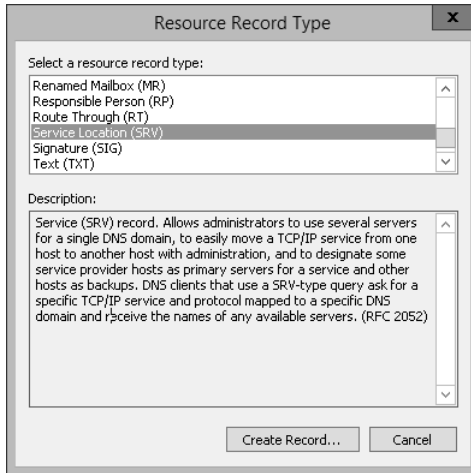 Resource Record Type
x
Select a resource record type:
Renamed Mailbox (MR)
Responsible Person (RP)
Route Through (RT)
Service Location (SRV)
Signature (SIG)
Text (TXT)
Description:
Service (SRV) record. Allows administrators to use several servers
for a single DNS domain, to easily move a TCP/IP service from one
host to another host with administration, and to designate some
service provider hosts as primary servers for a service and other
hosts as backups. DNS clients that use a SRV-type query ask for a
specific TCP/IP service and protocol mapped to a specific DNS
domain and receive the names of any available servers. (RFC 2052)
Create Record...
Cancel